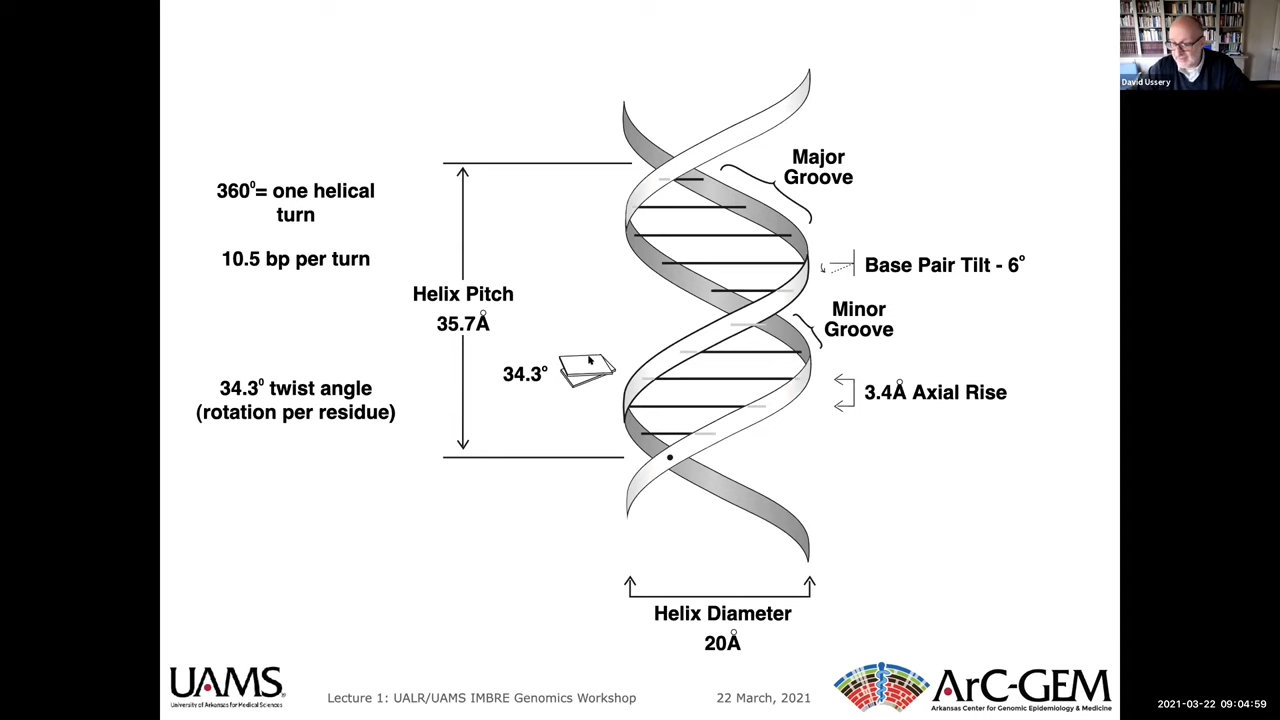 David Ussery
Major
Groove
360°= one helical
turn
10.5 bp per turn
Base Pair Tilt - 6°
Helix Pitch
35.7Å
Minor
Groove
34.3°
34.3° twist angle
(rotation per residue)
3.4Å Axial Rise
Helix Diameter
20Å
UAMS
University of Arkansas for Medical Sciences
Lecture 1: UALR/UAMS IMBRE Genomics Workshop
22 March, 2021
ArC-GEM
Arkansas Center for Genomic Epidemiology & Medicine
2021-03-22 09:04:59